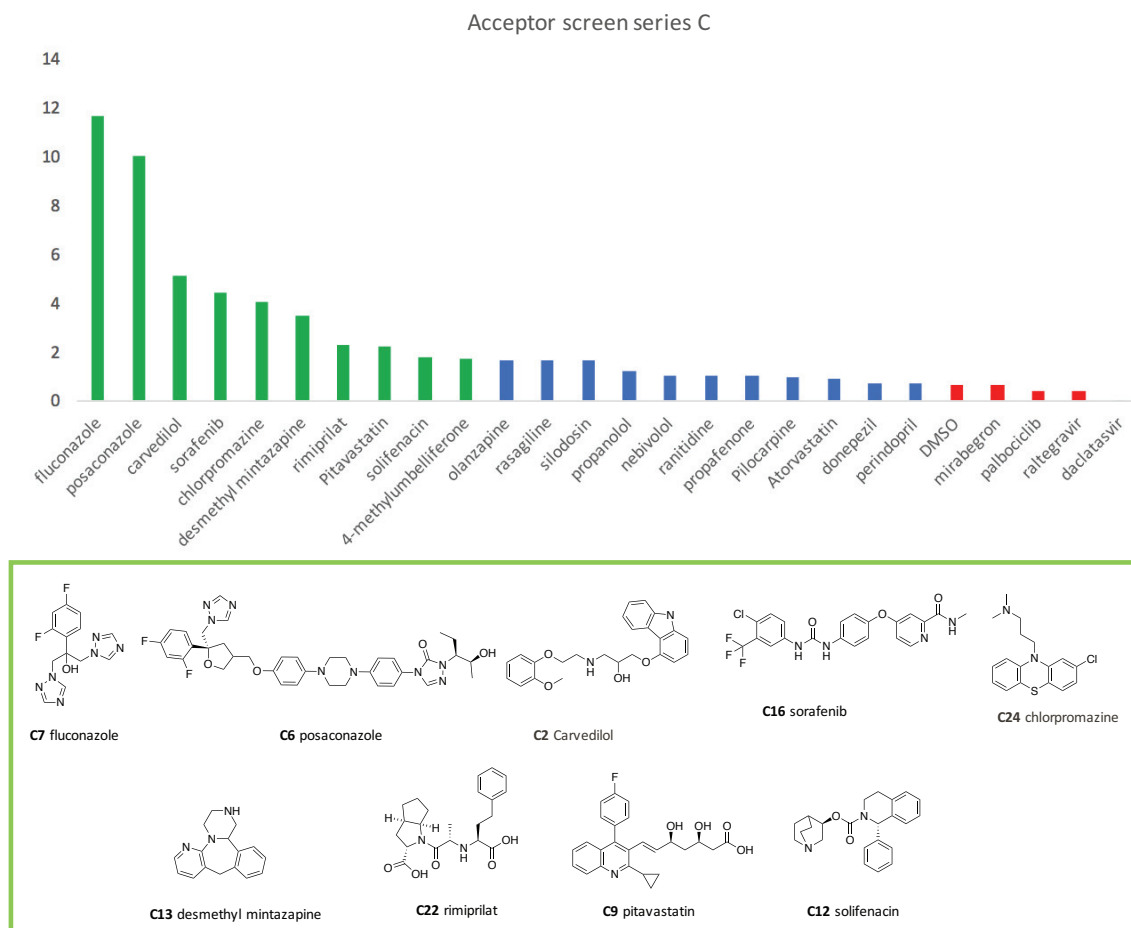 Acceptor screen series C
14
12
10
8
6
4
2
0
fluconazole
posaconazole
carvedilol
sorafenib
chlorpromazine
desmethyl mintazapine
rimiprilat
Pitavastatin
solifenacin
4-methylumbelliferone
olanzapine
rasagiline
silodosin
propanolol
nebivolol
ranitidine
propafenone
Pilocarpine
Atorvastatin
donepezil
perindopril
DMSO
mirabegron
palbociclib
raltegravir
daclatasvir
C7 fluconazole
C6 posaconazole
C2 Carvedilol
C16 sorafenib
C24 chlorpromazine
C13 desmethyl mintazapine
C22 rimiprilat
C9 pitavastatin
C12 solifenacin